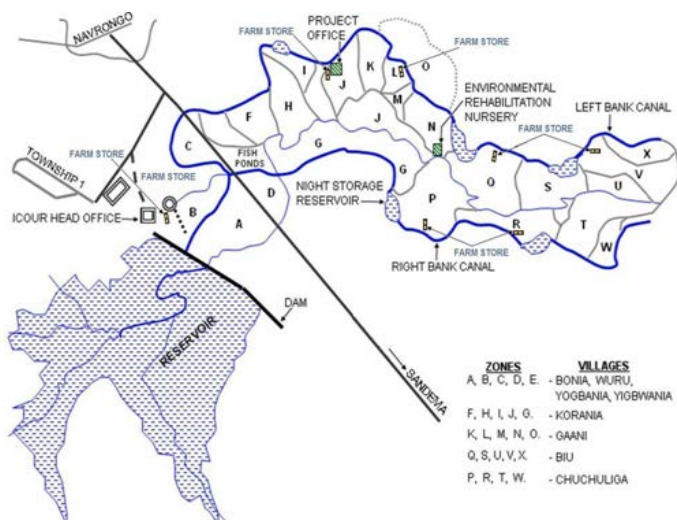 NAVRONGO
PROJECT
OFFICE
FARM STORE
FARM STORE
I
J
K
L
O
H
M
ENVIRONMENTAL
REHABILITATION
NURSERY
F
J
N
FARM STORE
LEFT BANK CANAL
C
G
FISH
PONDS
X
TOWNSHIP 1
FARM STORE
FARM STORE
V
D
G
Q
S
U
NIGHT STORAGE
RESERVOIR
P
ICOUR HEAD OFFICE
B
A
R
T
W
FARM STORE
RIGHT BANK CANAL
DAM
RESERVOIR
SANDEMA
ZONES VILLAGES
A, B, C, D, E. - BONIA, WURU,
YOGBANIA, YIGBWANIA
F, H, I, J, G. - KORANIA
K, L, M, N, O. - GAANI
Q, S, U, V, X. - BIU
P, R, T, W. - CHUCHULIGA